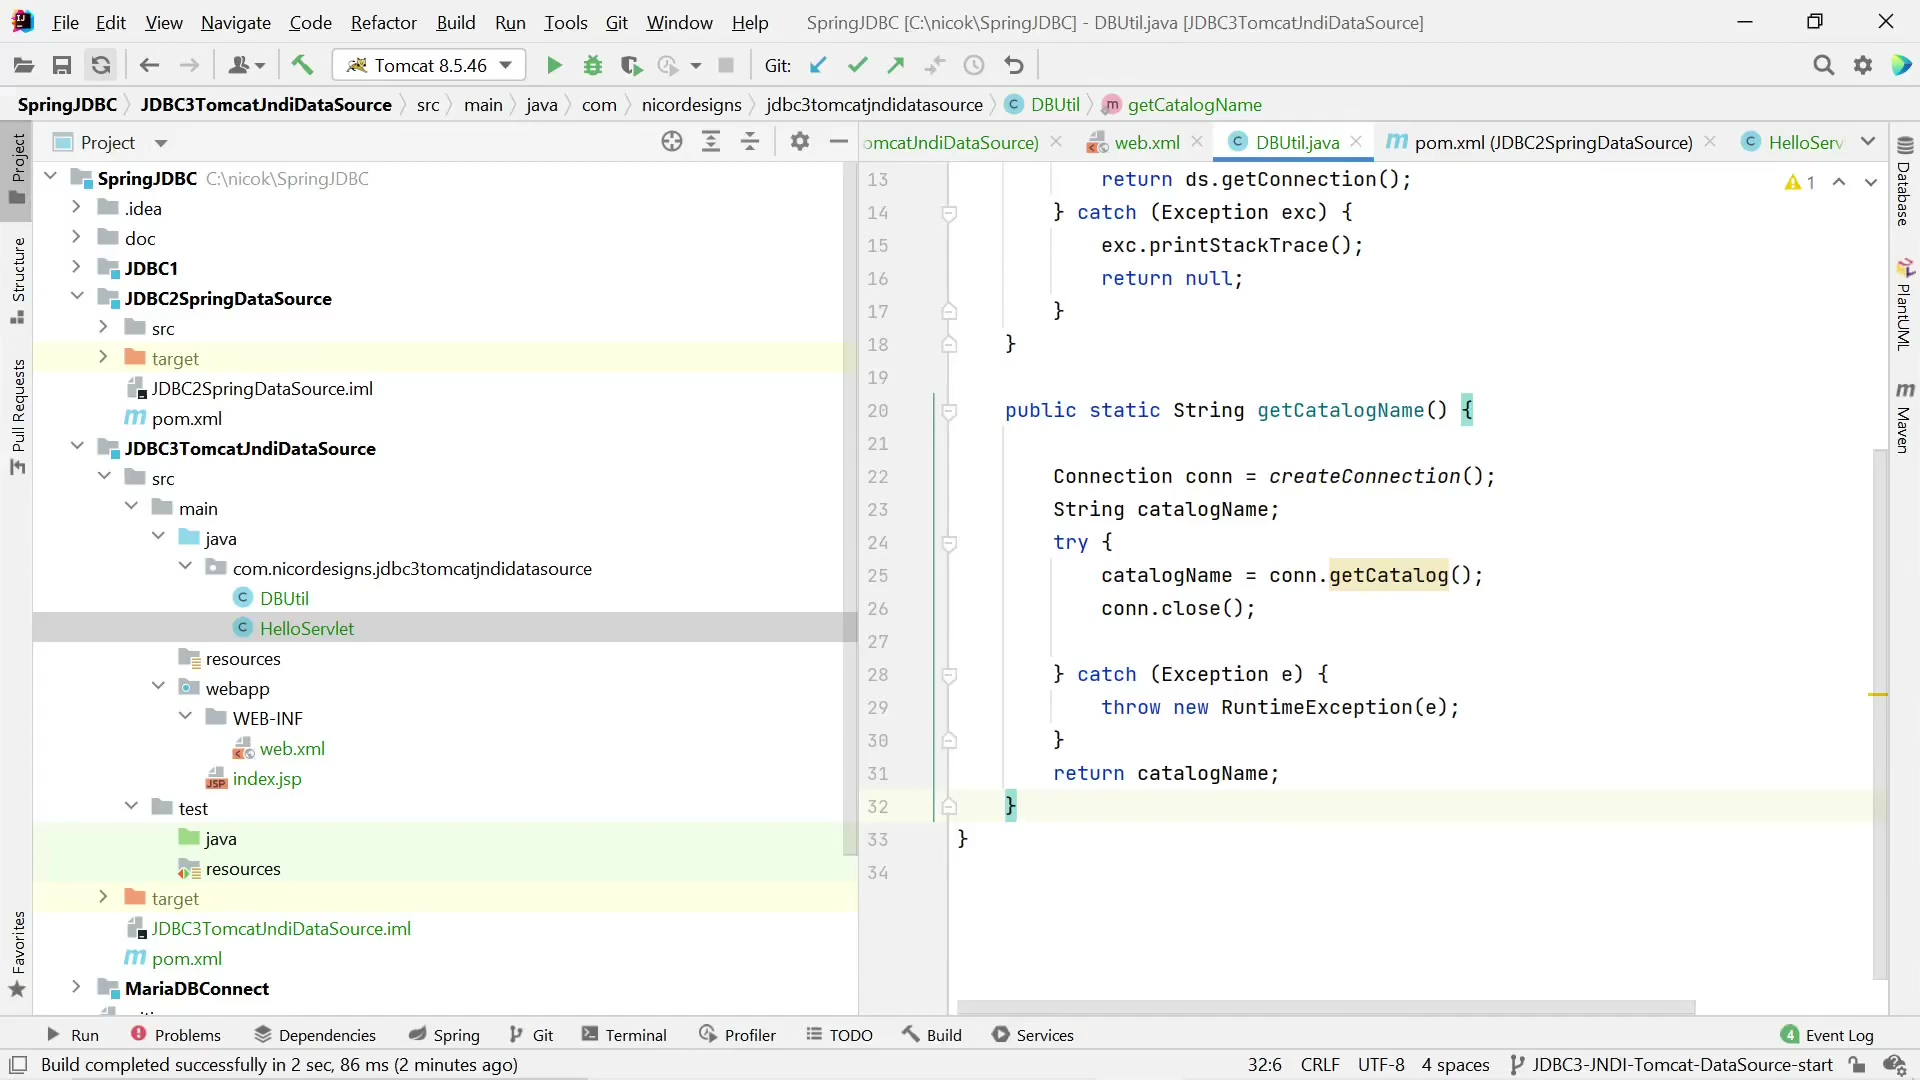 File Edit View Navigate Code Refactor Build Run Tools Git Window Help SpringJDBC [C:\nicok\SpringJDBC] - DBUtil.java [JDBC3TomcatJndiDataSource]
Tomcat 8.5.46 Git:
SpringJDBC JDBC3TomcatJndiDataSource src main java com nicordesigns jdbc3tomcatjndidatasource DBUtil getCatalogName
Project
omcatJndiDataSource) web.xml DBUtil.java pom.xml (JDBC2SpringDataSource) HelloServ
Project
Structure
Pull Requests
Favorites
SpringJDBC C:\nicok\SpringJDBC
.idea
doc
JDBC1
JDBC2SpringDataSource
src
target
JDBC2SpringDataSource.iml
pom.xml
JDBC3TomcatJndiDataSource
src
main
java
com.nicordesigns.jdbc3tomcatjndidatasource
DBUtil
HelloServlet
resources
webapp
WEB-INF
web.xml
index.jsp
test
java
resources
target
JDBC3TomcatJndiDataSource.iml
pom.xml
MariaDBConnect
1
13 return ds.getConnection();
14 } catch (Exception exc) {
15 exc.printStackTrace();
16 return null;
17 }
18 }
19
20 public static String getCatalogName() {
21
22 Connection conn = createConnection();
23 String catalogName;
24 try {
25 catalogName = conn.getCatalog();
26 conn.close();
27
28 } catch (Exception e) {
29 throw new RuntimeException(e);
30 }
31 return catalogName;
32 }
33 }
34
Database
PlantUML
Maven
Run Problems Dependencies Spring Git Terminal Profiler TODO Build Services 4 Event Log
Build completed successfully in 2 sec, 86 ms (2 minutes ago) 32:6 CRLF UTF-8 4 spaces JDBC3-JNDI-Tomcat-DataSource-start